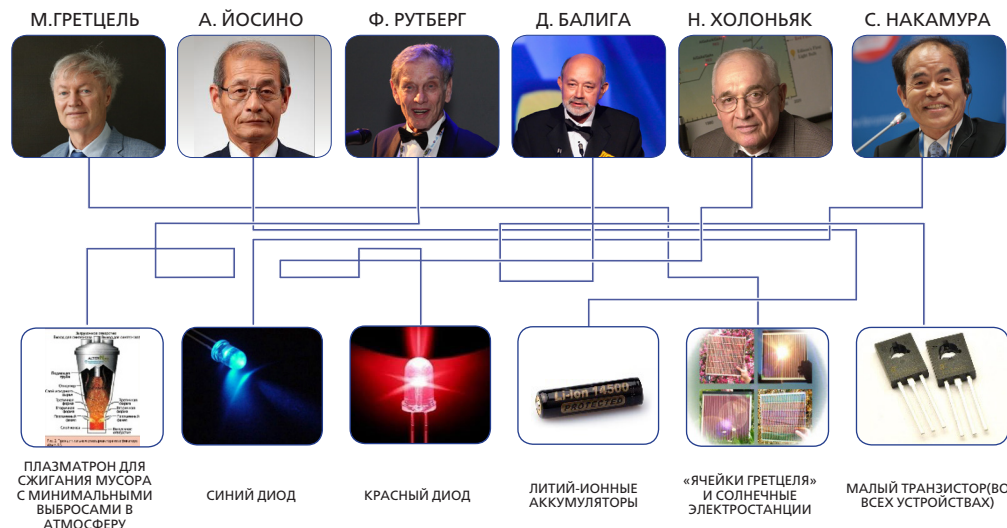 М.ГРЕТЦЕЛЬ
А. ЙОСИНО
Ф. РУТБЕРГ
Д. БАЛИГА
Н. ХОЛОНЬЯК
С. НАКАМУРА
Li-Ion 14500
PROTECTED
ПЛАЗМАТРОН ДЛЯ
СЖИГАНИЯ МУСОРА
С МИНИМАЛЬНЫМИ
ВЫБРОСАМИ В
АТМОСФЕРУ
СИНИЙ ДИОД
КРАСНЫЙ ДИОД
ЛИТИЙ-ИОННЫЕ
АККУМУЛЯТОРЫ
«ЯЧЕЙКИ ГРЕТЦЕЛЯ»
И СОЛНЕЧНЫЕ
ЭЛЕКТРОСТАНЦИИ
МАЛЫЙ ТРАНЗИСТОР(ВО
ВСЕХ УСТРОЙСТВАХ)